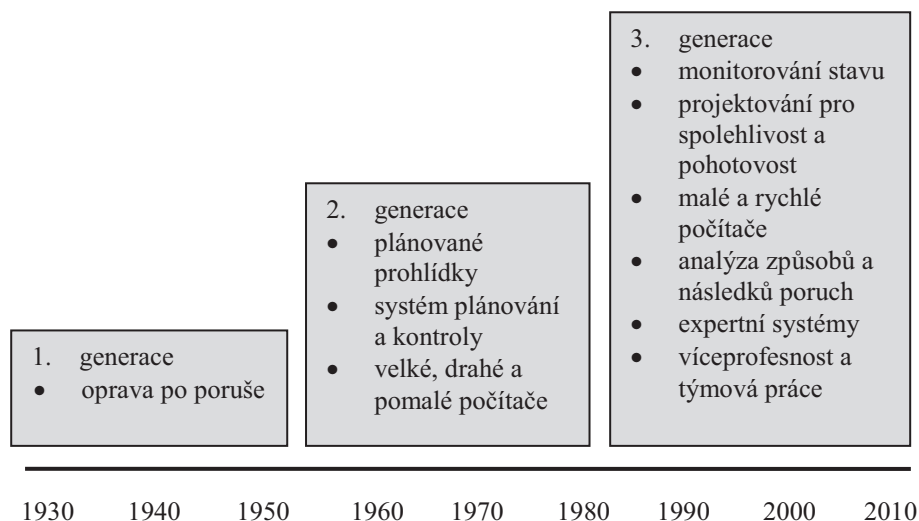 1. generace
• oprava po poruše
2. generace
• plánované
prohlídky
• systém plánování
a kontroly
• velké, drahé a
pomalé počítače
3. generace
• monitorování stavu
• projektování pro
spolehlivost a
pohotovost
• malé a rychlé
počítače
• analýza způsobů a
následků poruch
• expertní systémy
• víceprofesnost a
týmová práce
1930 1940 1950 1960 1970 1980 1990 2000 2010